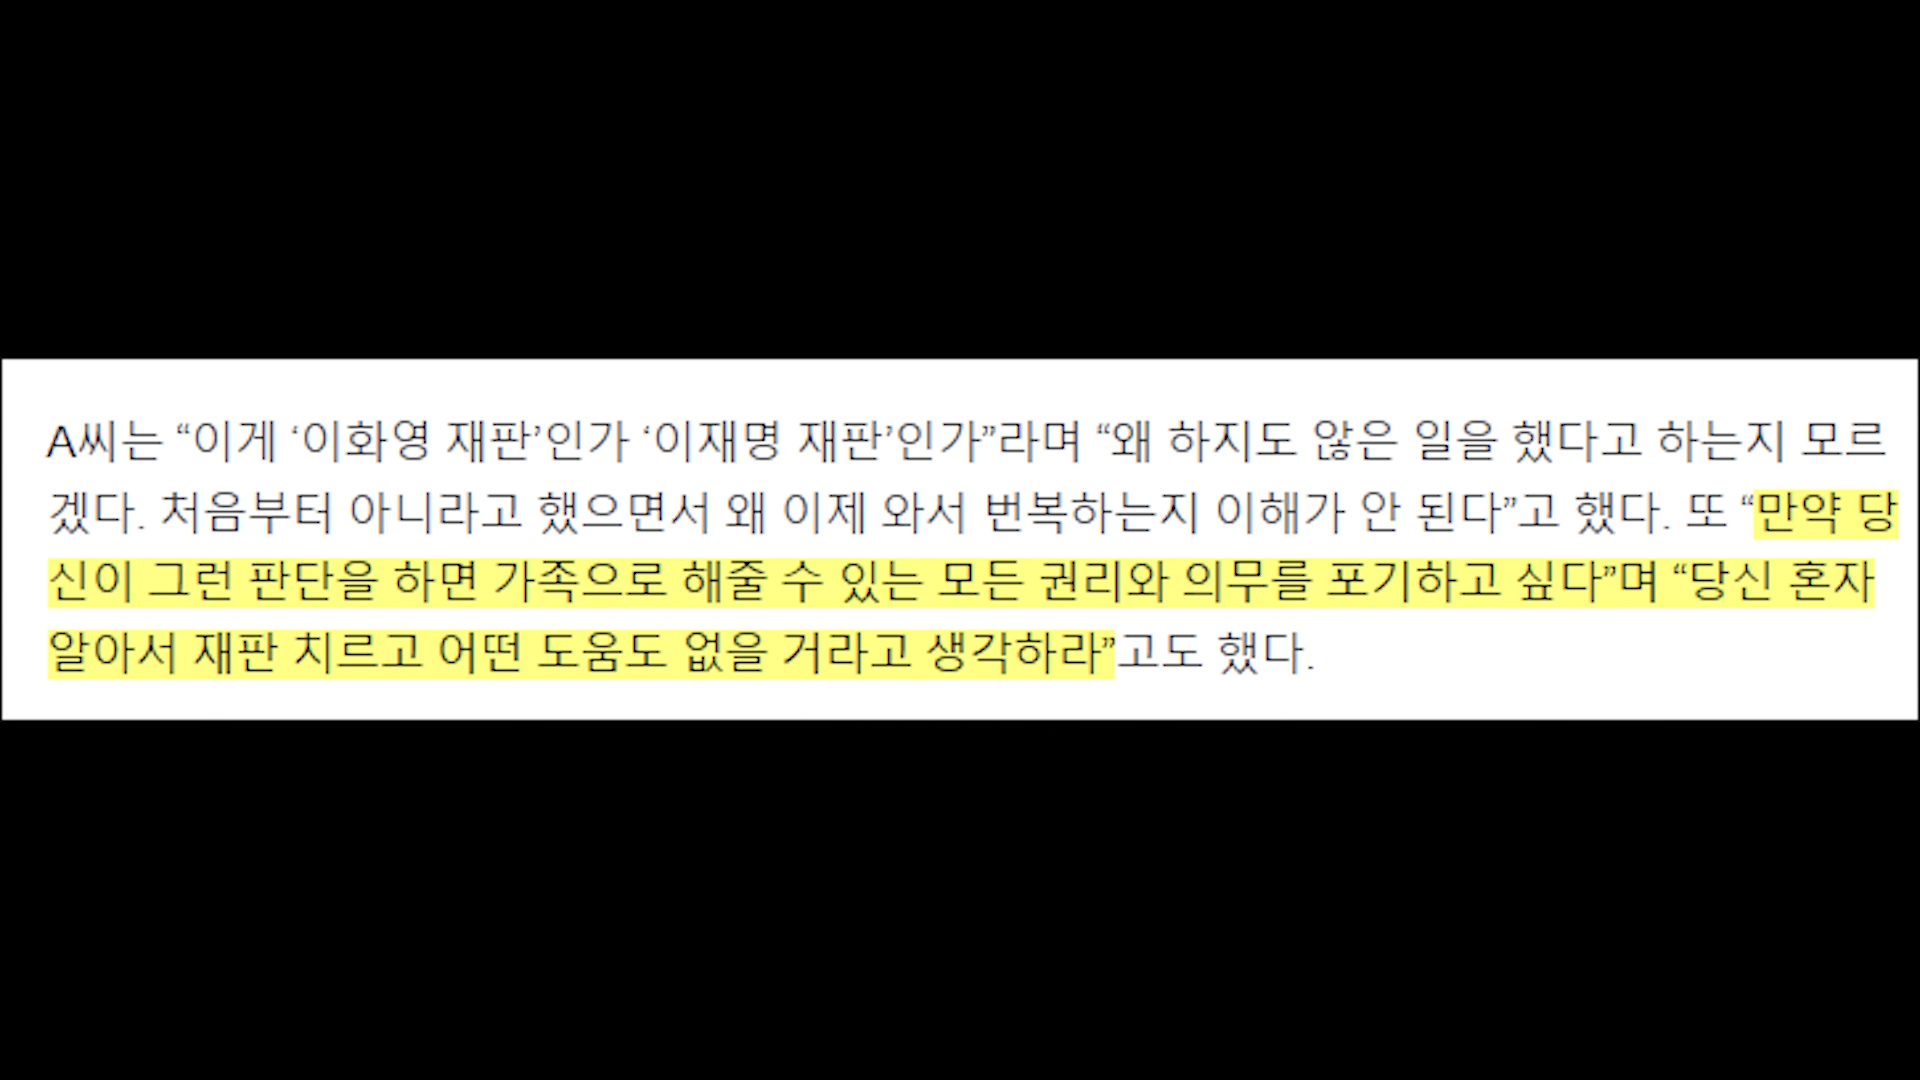 A씨는 “이게 ‘이화영 재판’인가 ‘이재명 재판’인가”라며 “왜 하지도 않은 일을 했다고 하는지 모르
겠다. 처음부터 아니라고 했으면서 왜 이제 와서 번복하는지 이해가 안 된다”고 했다. 또 “만약 당
신이 그런 판단을 하면 가족으로 해줄 수 있는 모든 권리와 의무를 포기하고 싶다”며 “당신 혼자
알아서 재판 치르고 어떤 도움도 없을 거라고 생각하라”고도 했다.